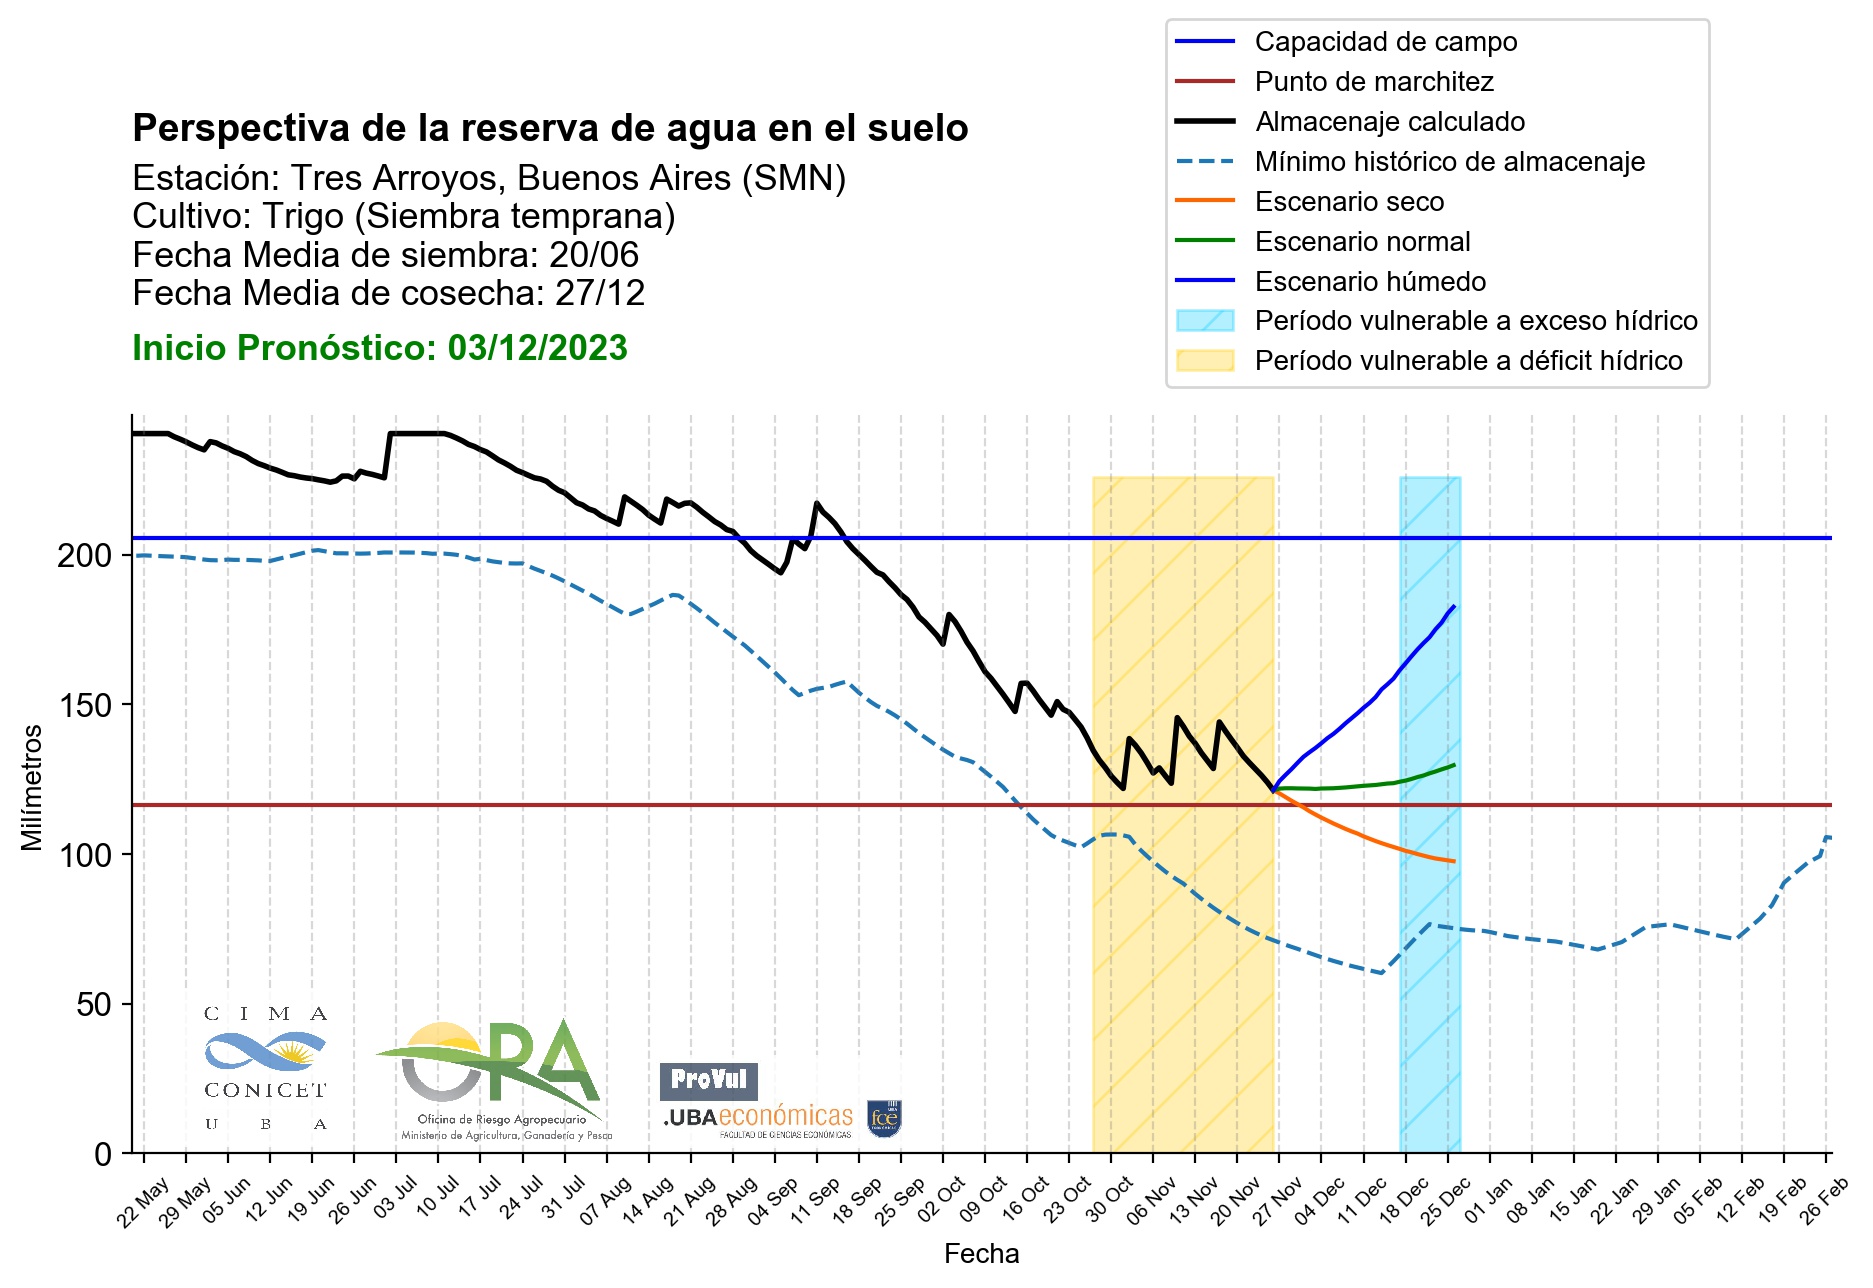 Capacidad de campo
Punto de marchitez
Almacenaje calculado
Mínimo histórico de almacenaje
Escenario seco
Escenario normal
Escenario húmedo
Período vulnerable a exceso hídrico
Período vulnerable a déficit hídrico
Perspectiva de la reserva de agua en el suelo
Estación: Tres Arroyos, Buenos Aires (SMN)
Cultivo: Trigo (Siembra temprana)
Fecha Media de siembra: 20/06
Fecha Media de cosecha: 27/12
Inicio Pronóstico: 03/12/2023
Milímetros
200
150
100
50
0
CIMA
CONICET
UBA
ORA
Oficina de Riesgo Agropecuario
Ministerio de Agricultura, Ganadería y Pesca
ProVul
.UBAeconómicas
FACULTAD DE CIENCIAS ECONÓMICAS
fce
22 May
29 May
05 Jun
12 Jun
19 Jun
26 Jun
03 Jul
10 Jul
17 Jul
24 Jul
31 Jul
07 Aug
14 Aug
21 Aug
28 Aug
04 Sep
11 Sep
18 Sep
25 Sep
02 Oct
09 Oct
16 Oct
23 Oct
30 Oct
06 Nov
13 Nov
20 Nov
27 Nov
04 Dec
11 Dec
18 Dec
25 Dec
01 Jan
08 Jan
15 Jan
22 Jan
29 Jan
05 Feb
12 Feb
19 Feb
26 Feb
Fecha